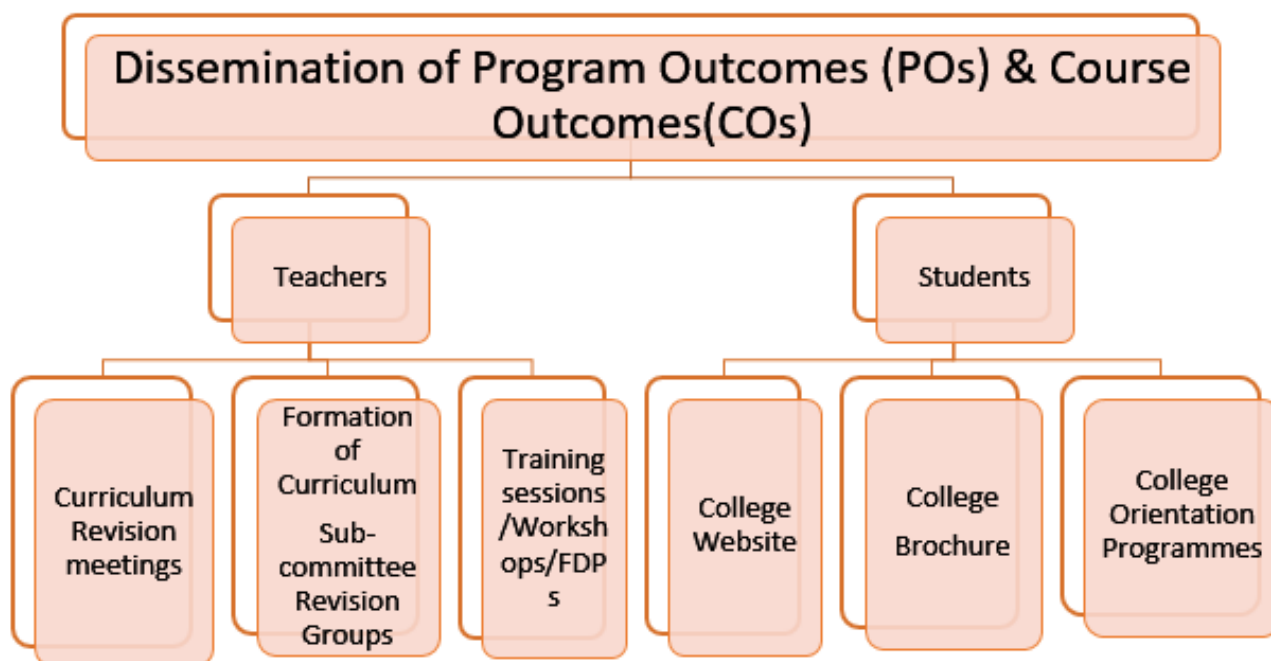 Dissemination of Program Outcomes (POs) & Course
Outcomes(COs)
Teachers
Students
Curriculum
Revision
meetings
Formation
of
Curriculum
Sub-
committee
Revision
Groups
Training
sessions
/Worksh
ops/FDP
s
College
Website
College
Brochure
College
Orientation
Programmes